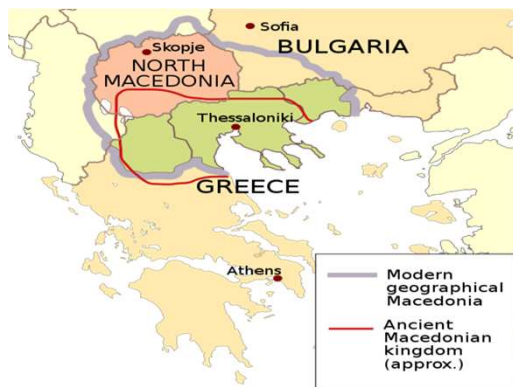 Sofia
BULGARIA
Skopje
NORTH
MACEDONIA
Thessaloniki
GREECE
Athens
Modern
geographical
Macedonia
Ancient
Macedonian
kingdom
(approx.)